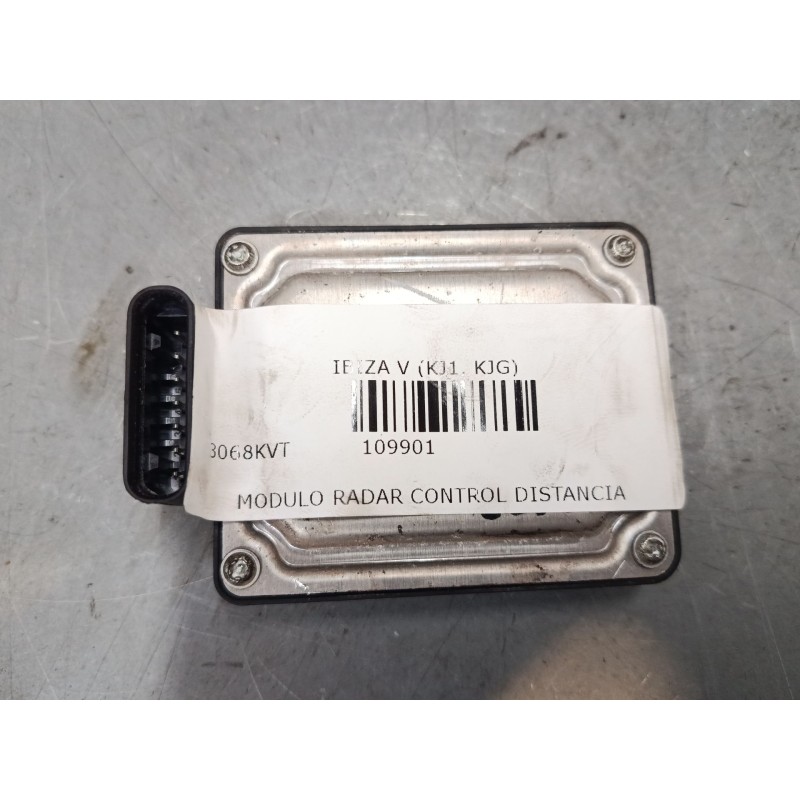 IBIZA V (KJ1, KJG)
3068KVT 109901
MODULO RADAR CONTROL DISTANCIA